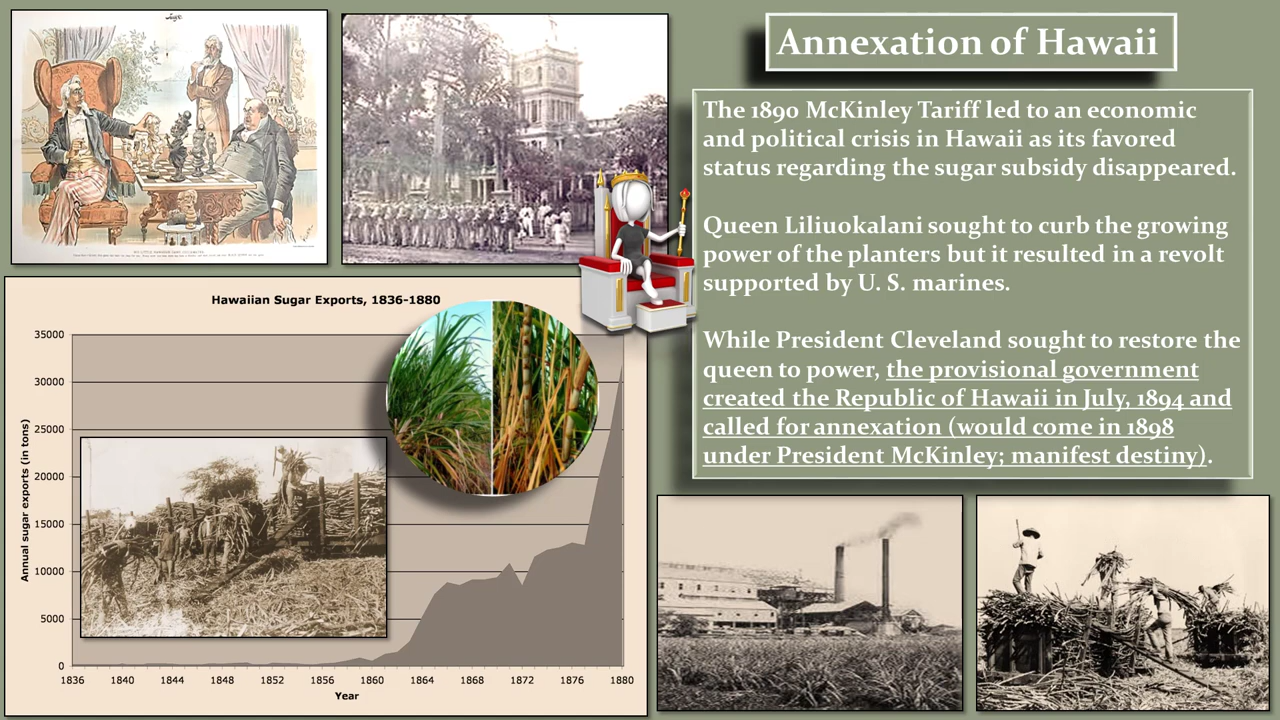 Judge
Annexation of Hawaii
The 1890 McKinley Tariff led to an economic
and political crisis in Hawaii as its favored
status regarding the sugar subsidy disappeared.
Queen Liliuokalani sought to curb the growing
power of the planters but it resulted in a revolt
supported by U. S. marines.
While President Cleveland sought to restore the
queen to power, the provisional government
created the Republic of Hawaii in July, 1894 and
called for annexation (would come in 1898
under President McKinley; manifest destiny).
Hawaiian Sugar Exports, 1836-1880
Annual sugar exports (in tons)
35000
30000
25000
20000
15000
10000
5000
0
1836 1840 1844 1848 1852 1856 1860 1864 1868 1872 1876 1880
Year